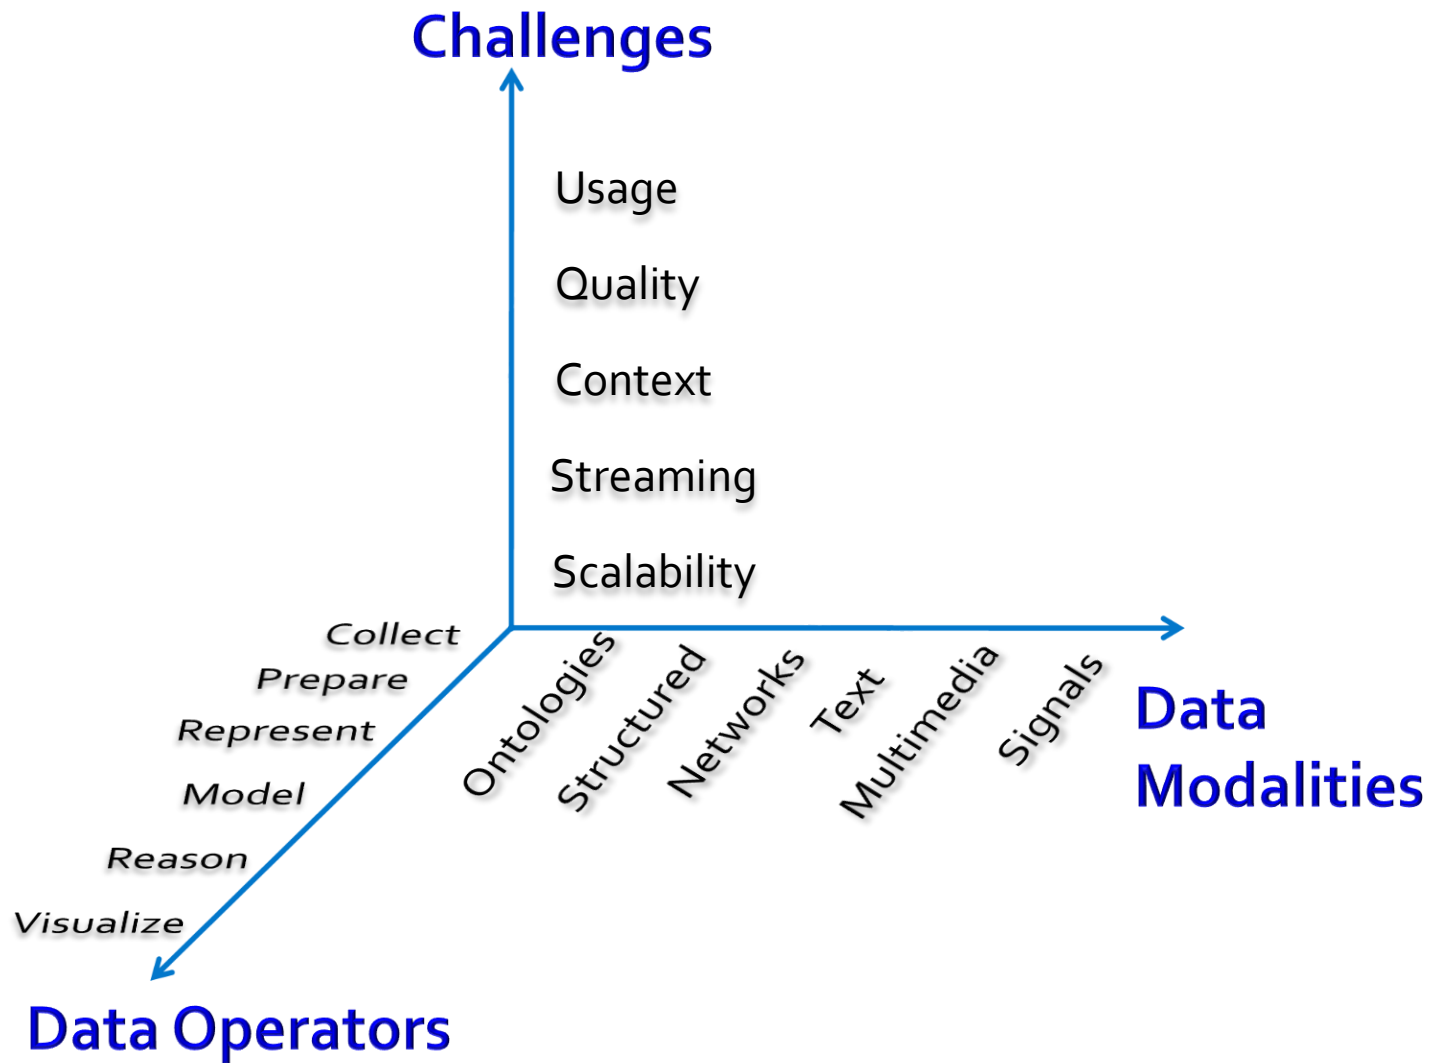 Challenges
Usage
Quality
Context
Streaming
Scalability
Collect
Prepare
Represent
Model
Reason
Visualize
Data Operators
Ontologies
Structured
Networks
Text
Multimedia
Signals
Data
Modalities